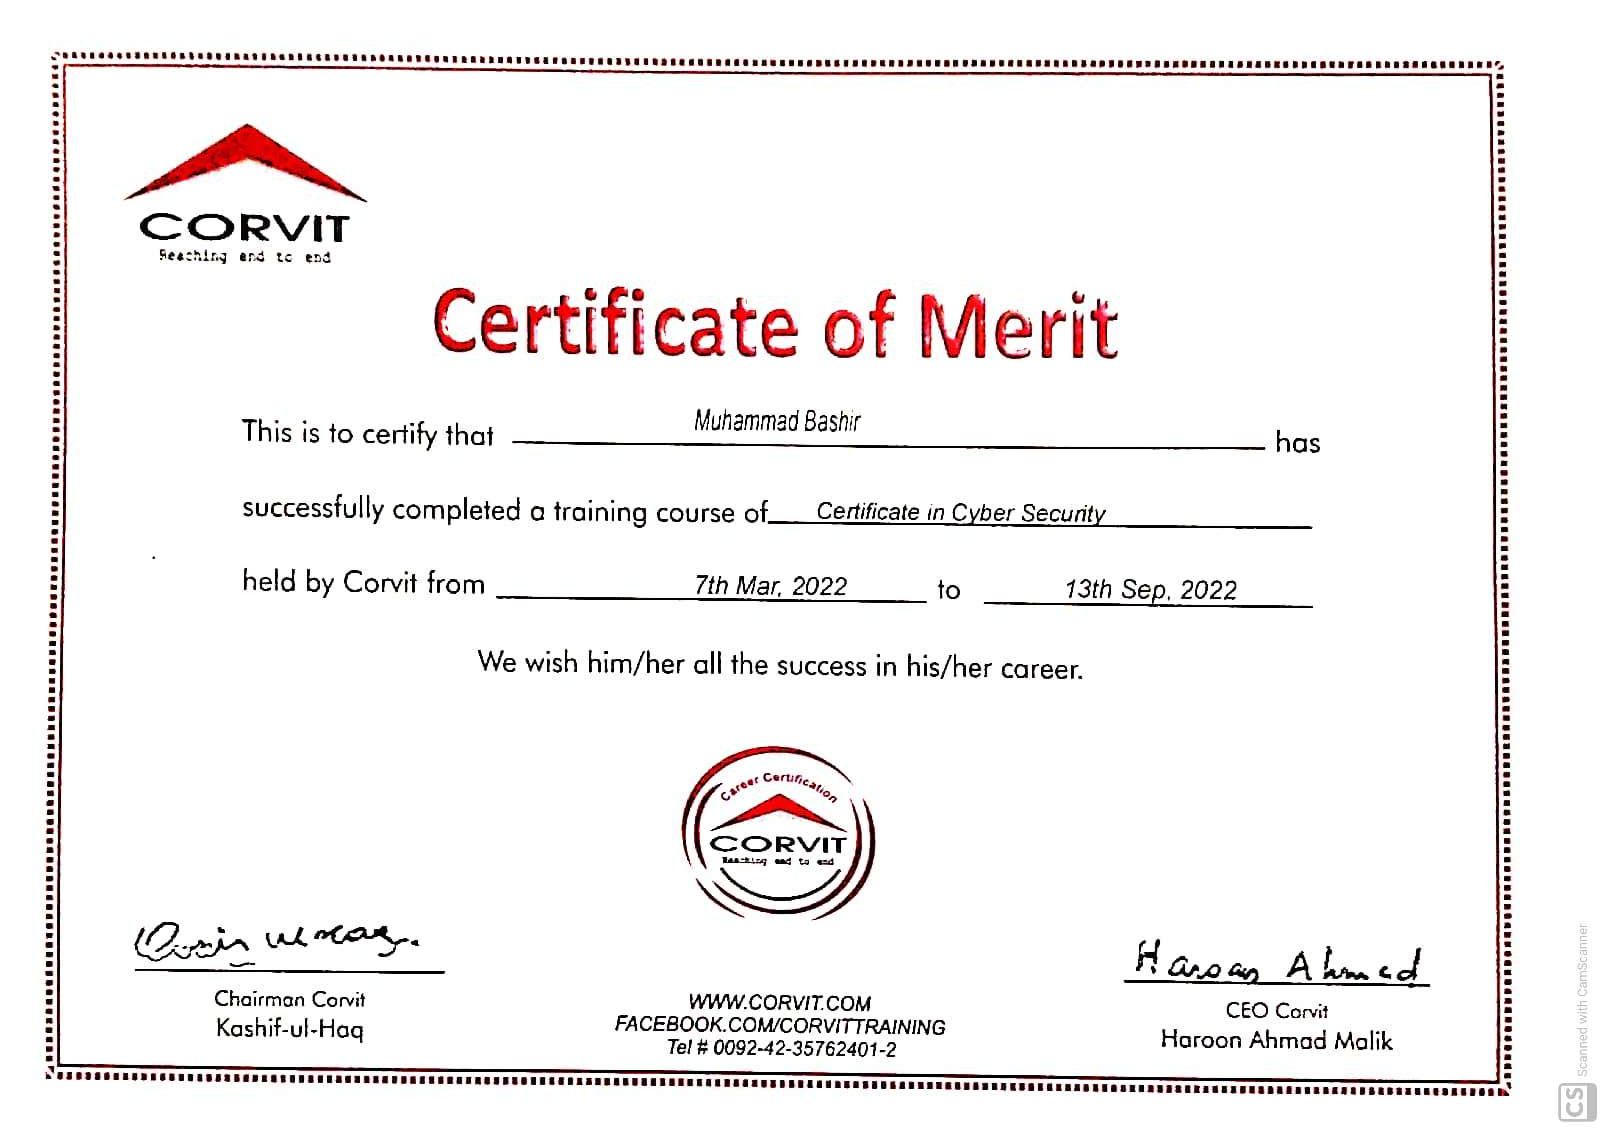 CORVIT
Reaching end to end
Certificate of Merit
This is to certify that Muhammad Bashir has
successfully completed a training course of Certificate in Cyber Security
held by Corvit from 7th Mar, 2022 to 13th Sep, 2022
We wish him/her all the success in his/her career.
Career Certification
CORVIT
Reaching end to end
Haroon Ahmed
Chairman Corvit
Kashif-ul-Haq
WWW.CORVIT.COM
FACEBOOK.COM/CORVITTRAINING
Tel # 0092-42-35762401-2
CEO Corvit
Haroon Ahmad Malik
Scanned with CamScanner
CS